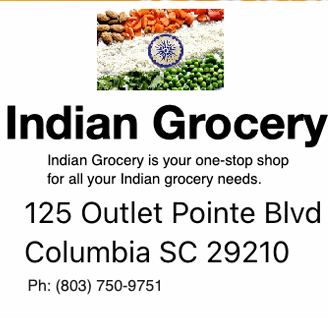 Indian Grocery
Indian Grocery is your one-stop shop
for all your Indian grocery needs.
125 Outlet Pointe Blvd
Columbia SC 29210
Ph: (803) 750-9751